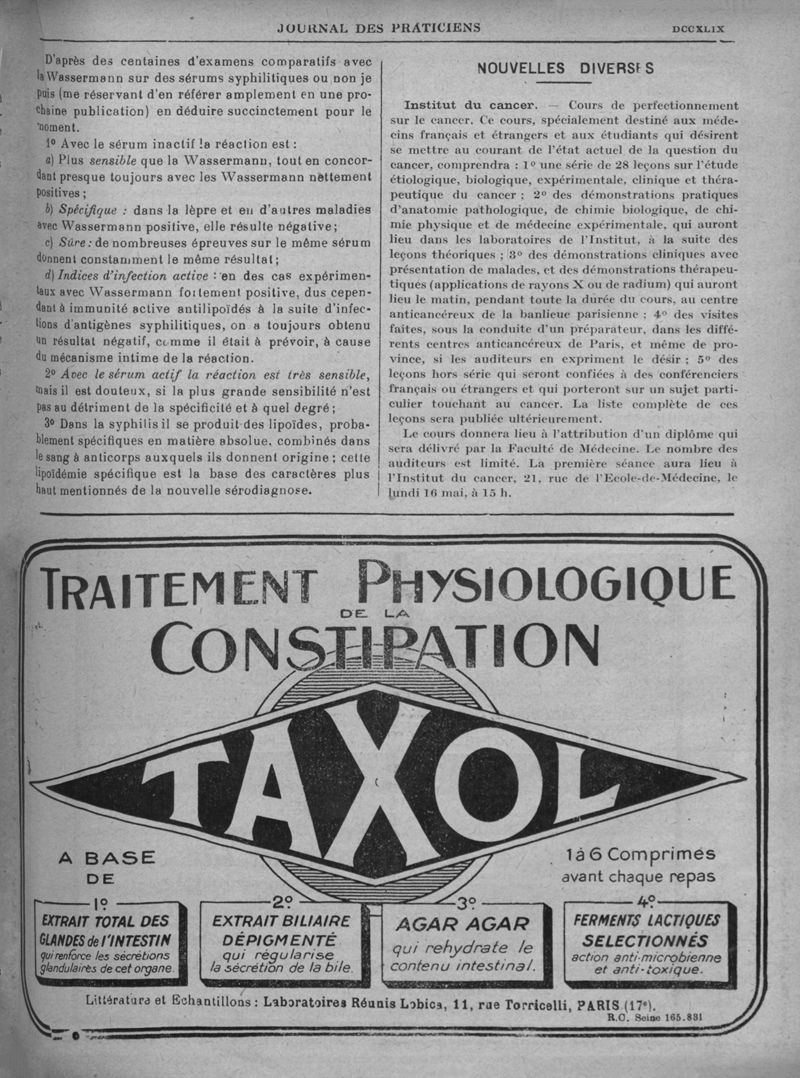 JOURNAL DES PRATICIENS
DCCXLIX
D'après des centaines d'examens comparatifs avec
la Wassermann sur des sérums syphilitiques ou non je
puis (me réservant d'en référer amplement en une pro-
chaine publication) en déduire succinctement pour le
moment.
1º Avec le sérum inactif la réaction est :
a) Plus sensible que la Wassermann, tout en concor-
dant presque toujours avec les Wassermann nettement
positives ;
b) Spécifique : dans la lèpre et en d'autres maladies
avec Wassermann positive, elle résulte négative ;
c) Sûre : de nombreuses épreuves sur le même sérum
donnent constamment le même résultat ;
d) Indices d'infection active : en des cas expérimen-
taux avec Wassermann fortement positive, dus cepen-
dant à immunité active antilipoïdés à la suite d'infec-
tions d'antigènes syphilitiques, on a toujours obtenu
un résultat négatif, comme il était à prévoir, à cause
du mécanisme intime de la réaction.
2º Avec le sérum actif la réaction est très sensible,
mais il est douteux, si la plus grande sensibilité n'est
pas au détriment de la spécificité et à quel degré ;
3º Dans la syphilis il se produit des lipoïdes, proba-
blement spécifiques en matière absolue, combinés dans
le sang à anticorps auxquels ils donnent origine ; cette
lipoïdémie spécifique est la base des caractères plus
haut mentionnés de la nouvelle sérodiagnose.
NOUVELLES DIVERSES
Institut du cancer. — Cours de perfectionnement
sur le cancer. Ce cours, spécialement destiné aux méde-
cins français et étrangers et aux étudiants qui désirent
se mettre au courant de l'état actuel de la question du
cancer, comprendra : 1º une série de 28 leçons sur l'étude
étiologique, biologique, expérimentale, clinique et théra-
peutique du cancer ; 2º des démonstrations pratiques
d'anatomie pathologique, de chimie biologique, de chi-
mie physique et de médecine expérimentale, qui auront
lieu dans les laboratoires de l'Institut, à la suite des
leçons théoriques ; 3º des démonstrations cliniques avec
présentation de malades, et des démonstrations thérapeu-
tiques (applications de rayons X ou de radium) qui auront
lieu le matin, pendant toute la durée du cours, au centre
anticancéreux de la banlieue parisienne ; 4º des visites
faites, sous la conduite d'un préparateur, dans les diffé-
rents centres anticancéreux de Paris, et même de pro-
vince, si les auditeurs en expriment le désir ; 5º des
leçons hors série qui seront confiées à des conférenciers
français ou étrangers et qui porteront sur un sujet parti-
culier touchant au cancer. La liste complète de ces
leçons sera publiée ultérieurement.
Le cours donnera lieu à l'attribution d'un diplôme qui
sera délivré par la Faculté de Médecine. Le nombre des
auditeurs est limité. La première séance aura lieu à
l'Institut du cancer, 21, rue de l'Ecole-de-Médecine, le
lundi 16 mai, à 15 h.
TRAITEMENT PHYSIOLOGIQUE
DE LA
CONSTIPATION
TAXOL
A BASE
DE
1 à 6 Comprimés
avant chaque repas
1º
EXTRAIT TOTAL DES
GLANDES de l'INTESTIN
qui renforce les sécrétions
glandulaires de cet organe
2º
EXTRAIT BILIAIRE
DÉPIGMENTÉ
qui régularise
la sécrétion de la bile.
3º
AGAR AGAR
qui rehydrate le
contenu intestinal.
4º
FERMENTS LACTIQUES
SELECTIONNÉS
action anti-microbienne
et anti-toxique.
Littérature et Echantillons : Laboratoires Réunis Lobica, 11, rue Torricelli, PARIS (17ᵉ).
R.C. Seine 165.831